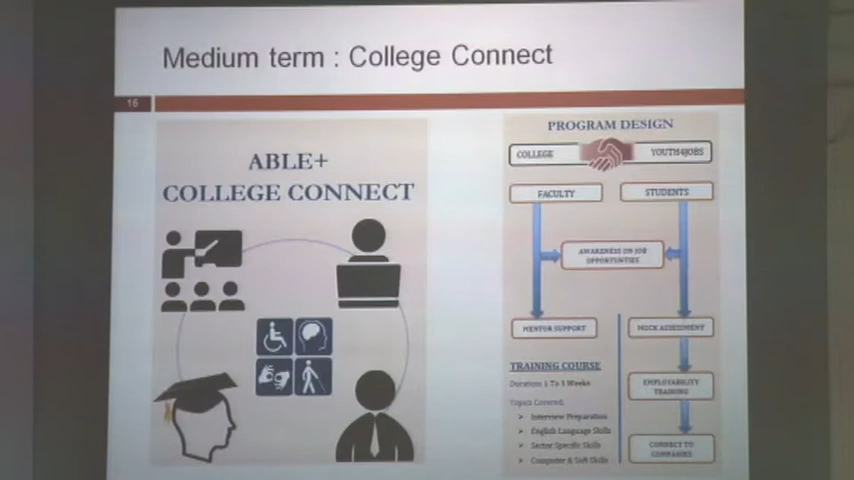 Medium term : College Connect
16
ABLE+
COLLEGE CONNECT
PROGRAM DESIGN
COLLEGE
YOUTH4JOBS
FACULTY
STUDENTS
AWARENESS ON JOB
OPPORTUNITIES
MENTOR SUPPORT
MOCK ASSESSMENT
TRAINING COURSE
Duration: 1 To 3 Weeks
Topics Covered:
➤ Interview Preparation
➤ English Language Skills
➤ Sector Specific Skills
➤ Computer & Soft Skills
EMPLOYABILITY
TRAINING
CONNECT TO
COMPANIES